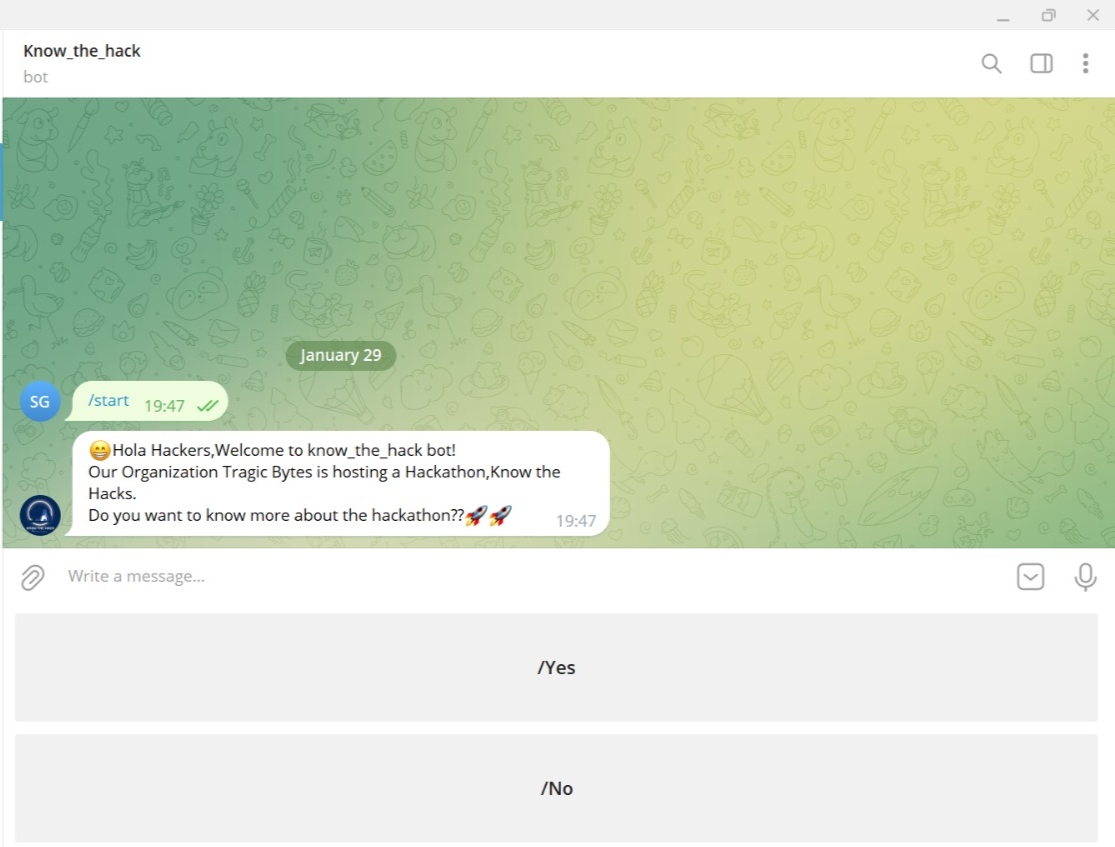 Know_the_hack
bot
January 29
SG
/start 19:47
😁Hola Hackers,Welcome to know_the_hack bot!
Our Organization Tragic Bytes is hosting a Hackathon,Know the
Hacks.
Do you want to know more about the hackathon??🚀🚀 19:47
Write a message...
/Yes
/No